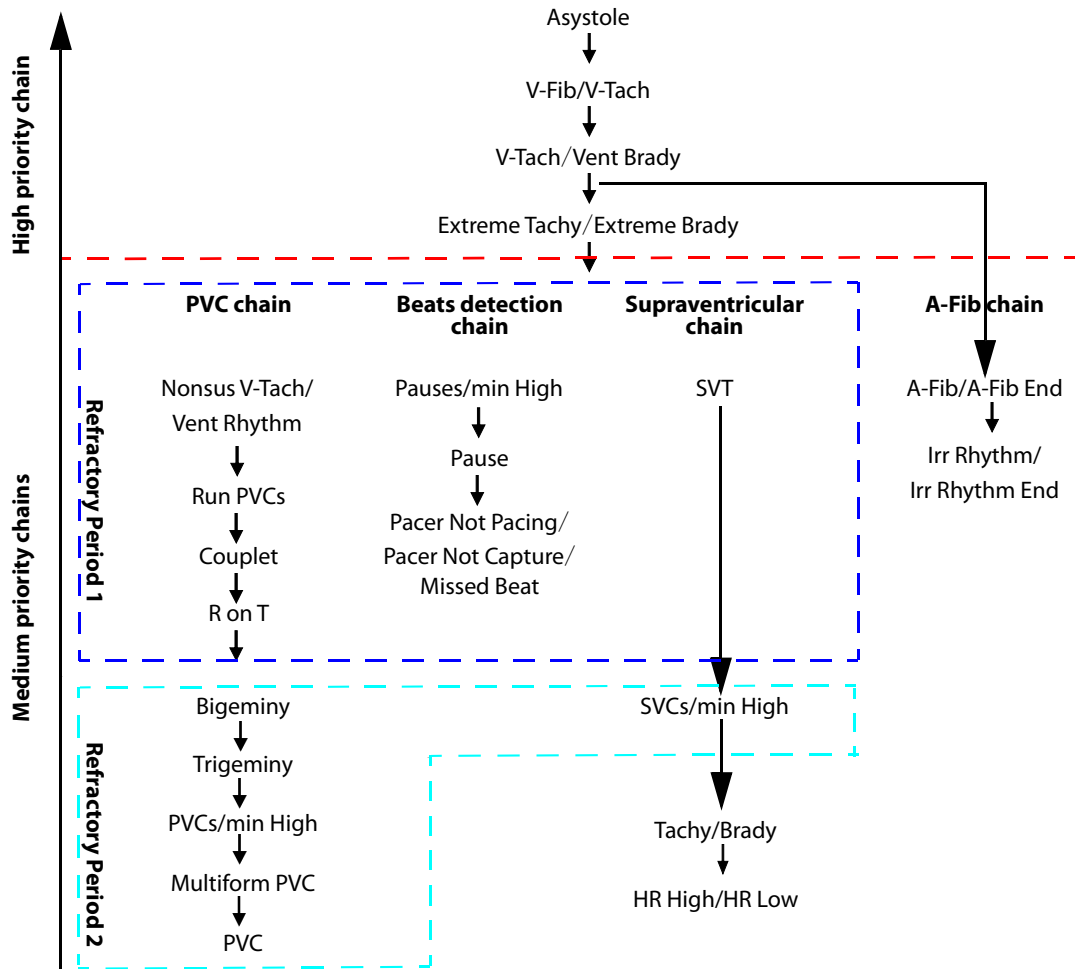 Asystole
V-Fib/V-Tach
V-Tach/Vent Brady
Extreme Tachy/Extreme Brady
High priority chain
PVC chain
Beats detection
chain
Supraventricular
chain
A-Fib chain
Medium priority chains
Refractory Period 1
Nonsus V-Tach/
Vent Rhythm
Run PVCs
Couplet
R on T
Pauses/min High
Pause
Pacer Not Pacing/
Pacer Not Capture/
Missed Beat
SVT
A-Fib/A-Fib End
Irr Rhythm/
Irr Rhythm End
Refractory Period 2
Bigeminy
Trigeminy
PVCs/min High
Multiform PVC
PVC
SVCs/min High
Tachy/Brady
HR High/HR Low